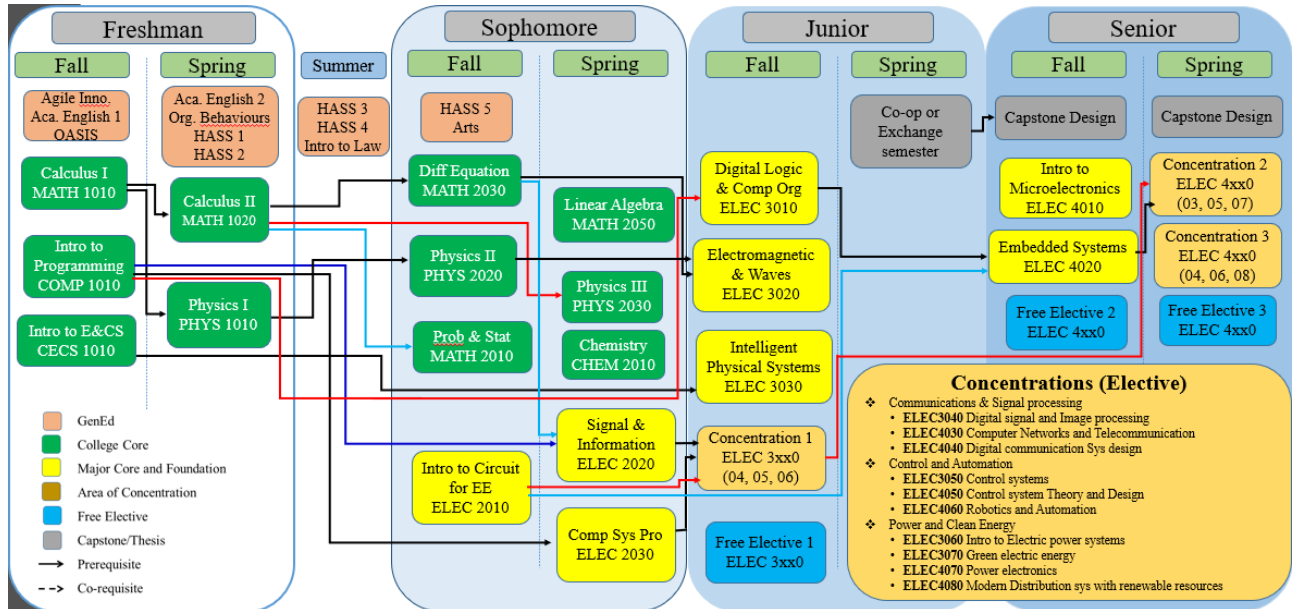 Freshman
Sophomore
Junior
Senior
Fall
Spring
Summer
Fall
Spring
Fall
Spring
Fall
Spring
Agile Inno.
Aca. English 1
OASIS
Aca. English 2
Org. Behaviours
HASS 1
HASS 2
HASS 3
HASS 4
Intro to Law
HASS 5
Arts
Co-op or
Exchange
semester
Capstone Design
Capstone Design
Calculus I
MATH 1010
Calculus II
MATH 1020
Intro to
Programming
COMP 1010
Physics I
PHYS 1010
Intro to E&CS
CECS 1010
Diff Equation
MATH 2030
Linear Algebra
MATH 2050
Physics II
PHYS 2020
Physics III
PHYS 2030
Prob & Stat
MATH 2010
Chemistry
CHEM 2010
Signal &
Information
ELEC 2020
Intro to Circuit
for EE
ELEC 2010
Comp Sys Pro
ELEC 2030
Digital Logic
& Comp Org
ELEC 3010
Electromagnetic
& Waves
ELEC 3020
Intelligent
Physical Systems
ELEC 3030
Concentration 1
ELEC 3xx0
(04, 05, 06)
Free Elective 1
ELEC 3xx0
Intro to
Microelectronics
ELEC 4010
Embedded Systems
ELEC 4020
Free Elective 2
ELEC 4xx0
Concentration 2
ELEC 4xx0
(03, 05, 07)
Concentration 3
ELEC 4xx0
(04, 06, 08)
Free Elective 3
ELEC 4xx0
GenEd
College Core
Major Core and Foundation
Area of Concentration
Free Elective
Capstone/Thesis
Prerequisite
Co-requisite
Concentrations (Elective)
❖ Communications & Signal processing
• ELEC3040 Digital signal and Image processing
• ELEC4030 Computer Networks and Telecommunication
• ELEC4040 Digital communication Sys design
❖ Control and Automation
• ELEC3050 Control systems
• ELEC4050 Control system Theory and Design
• ELEC4060 Robotics and Automation
❖ Power and Clean Energy
• ELEC3060 Intro to Electric power systems
• ELEC3070 Green electric energy
• ELEC4070 Power electronics
• ELEC4080 Modern Distribution sys with renewable resources